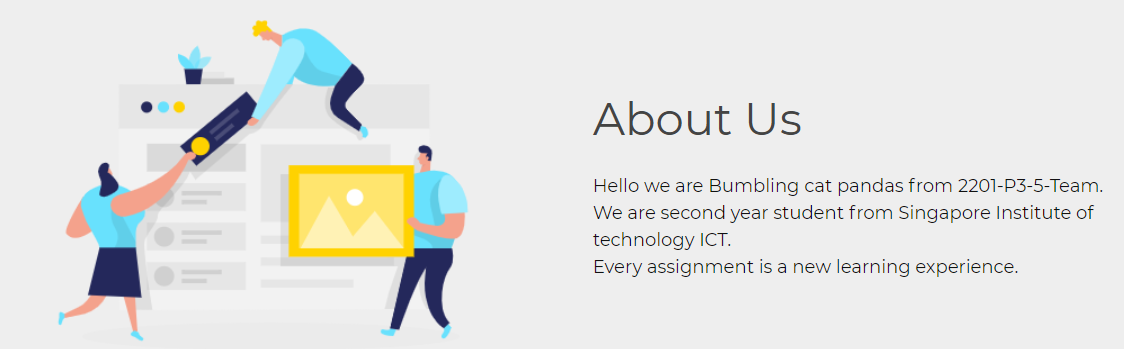 About Us
Hello we are Bumbling cat pandas from 2201-P3-5-Team.
We are second year student from Singapore Institute of
technology ICT.
Every assignment is a new learning experience.